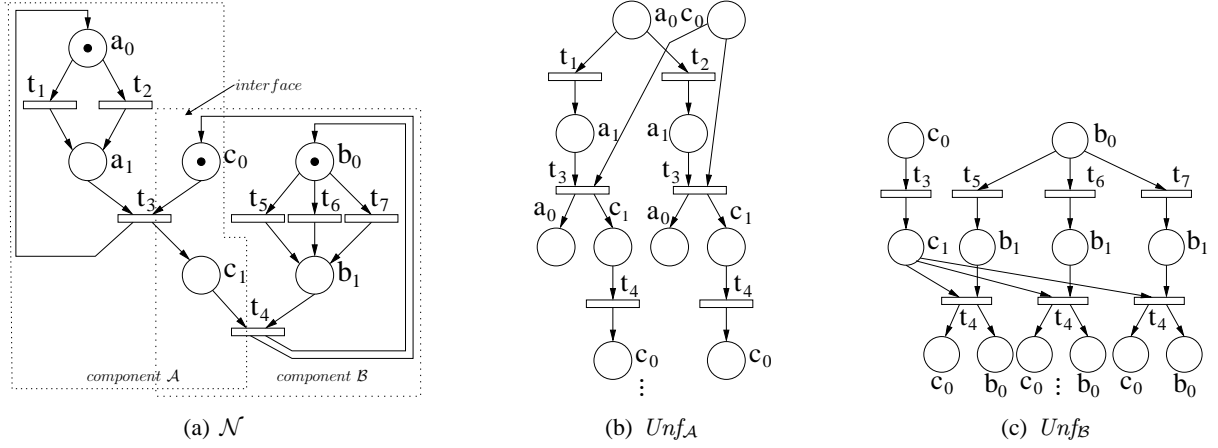 a0
t1 t2
interface
a1
c0
b0
t3
t5 t6 t7
c1
b1
t4
component A
component B
(a) N
a0 c0
t1 t2
a1 a1
t3 t3
a0 c1 a0 c1
t4 t4
c0 c0
⋮
(b) UnfA
c0 b0
t3 t5 t6 t7
c1 b1 b1 b1
t4 t4 t4
c0 b0 c0 ⋮ b0 c0 b0
(c) UnfB